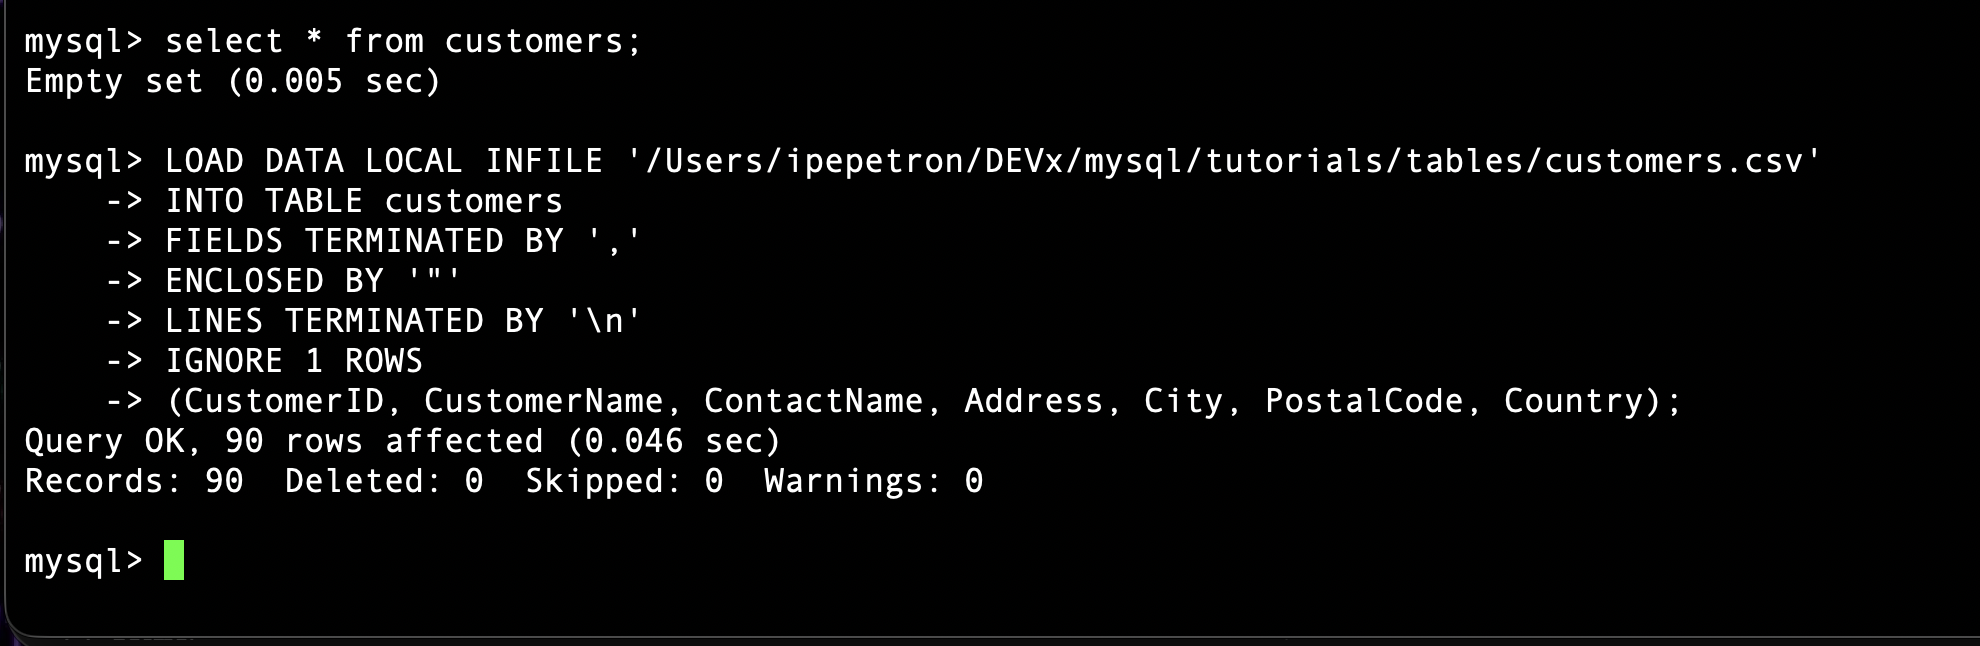 mysql> select * from customers;
Empty set (0.005 sec)
mysql> LOAD DATA LOCAL INFILE '/Users/ipepetron/DEVx/mysql/tutorials/tables/customers.csv'
    -> INTO TABLE customers
    -> FIELDS TERMINATED BY ','
    -> ENCLOSED BY '"'
    -> LINES TERMINATED BY '\n'
    -> IGNORE 1 ROWS
    -> (CustomerID, CustomerName, ContactName, Address, City, PostalCode, Country);
Query OK, 90 rows affected (0.046 sec)
Records: 90  Deleted: 0  Skipped: 0  Warnings: 0
mysql>